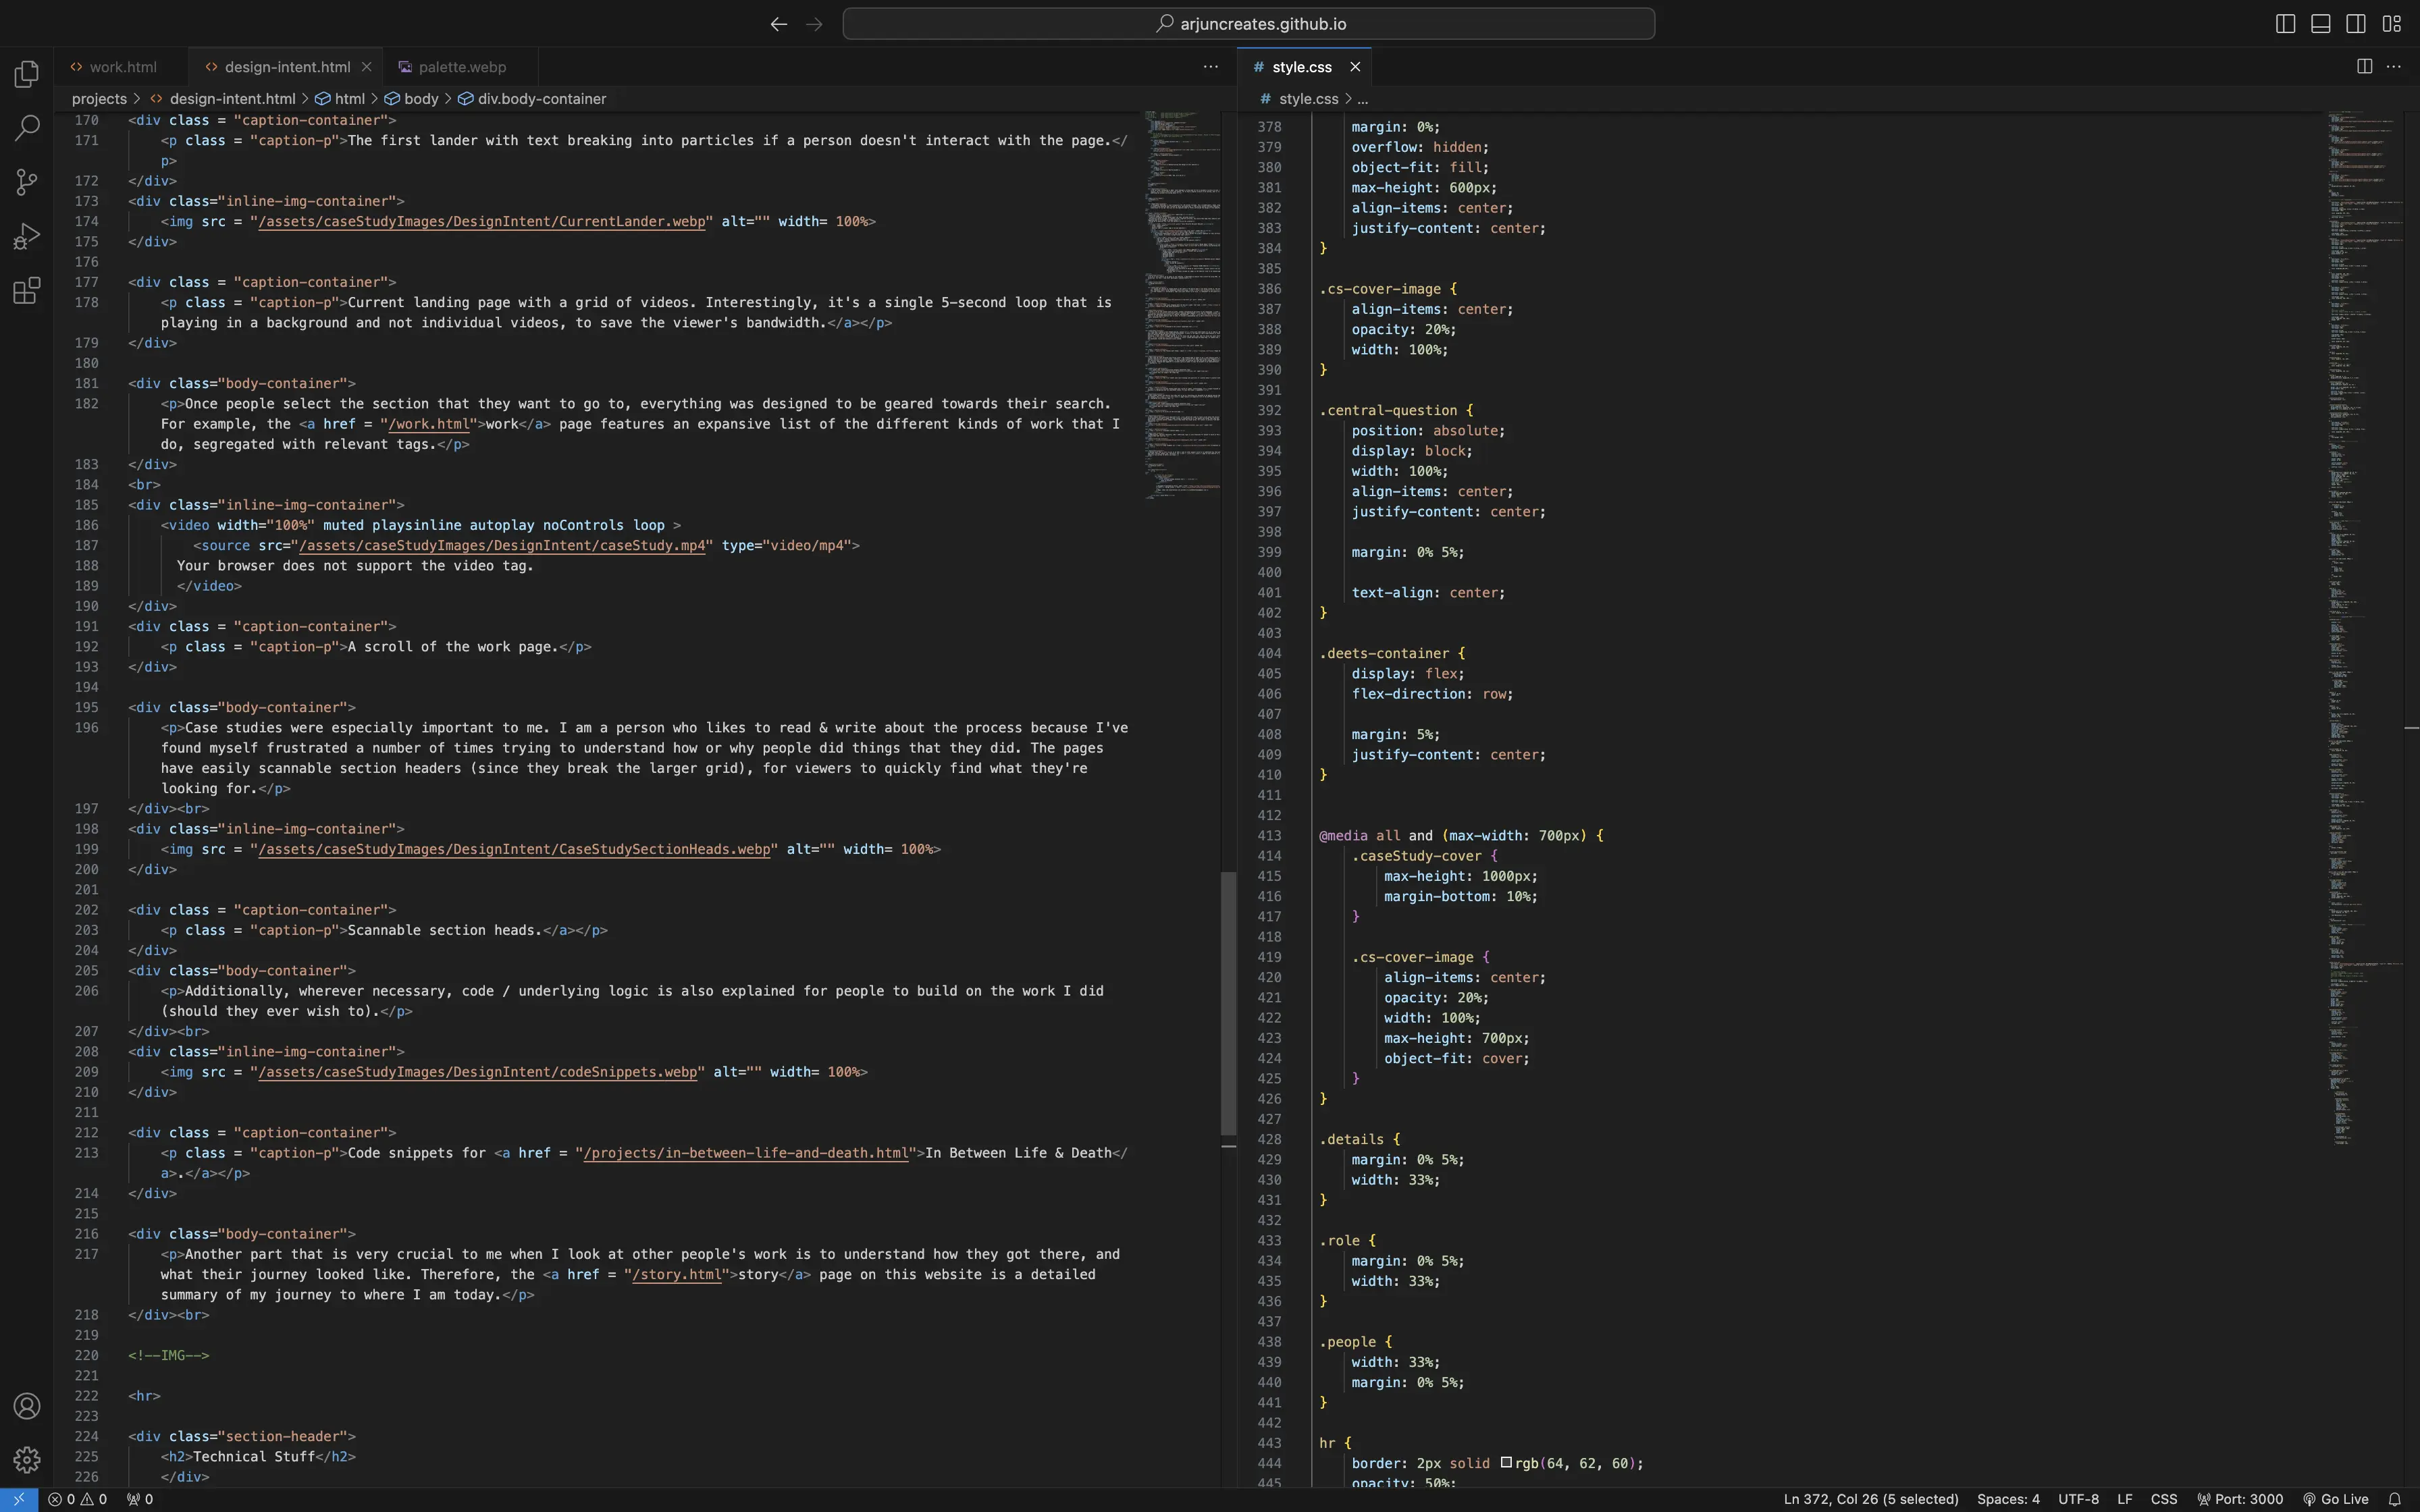 arjuncreates.github.io
work.html
design-intent.html
palette.webp
projects > design-intent.html > html > body > div.body-container
170 <div class = "caption-container">
171 <p class = "caption-p">The first lander with text breaking into particles if a person doesn't interact with the page.</
p>
172 </div>
173 <div class="inline-img-container">
174 <img src = "/assets/caseStudyImages/DesignIntent/CurrentLander.webp" alt="" width= 100%>
175 </div>
176
177 <div class = "caption-container">
178 <p class = "caption-p">Current landing page with a grid of videos. Interestingly, it's a single 5-second loop that is
playing in a background and not individual videos, to save the viewer's bandwidth.</a></p>
179 </div>
180
181 <div class="body-container">
182 <p>Once people select the section that they want to go to, everything was designed to be geared towards their search.
For example, the <a href = "/work.html">work</a> page features an expansive list of the different kinds of work that I
do, segregated with relevant tags.</p>
183 </div>
184 <br>
185 <div class="inline-img-container">
186 <video width="100%" muted playsinline autoplay noControls loop >
187 <source src="/assets/caseStudyImages/DesignIntent/caseStudy.mp4" type="video/mp4">
188 Your browser does not support the video tag.
189 </video>
190 </div>
191 <div class = "caption-container">
192 <p class = "caption-p">A scroll of the work page.</p>
193 </div>
194
195 <div class="body-container">
196 <p>Case studies were especially important to me. I am a person who likes to read & write about the process because I've
found myself frustrated a number of times trying to understand how or why people did things that they did. The pages
have easily scannable section headers (since they break the larger grid), for viewers to quickly find what they're
looking for.</p>
197 </div><br>
198 <div class="inline-img-container">
199 <img src = "/assets/caseStudyImages/DesignIntent/CaseStudySectionHeads.webp" alt="" width= 100%>
200 </div>
201
202 <div class = "caption-container">
203 <p class = "caption-p">Scannable section heads.</a></p>
204 </div>
205 <div class="body-container">
206 <p>Additionally, wherever necessary, code / underlying logic is also explained for people to build on the work I did
(should they ever wish to).</p>
207 </div><br>
208 <div class="inline-img-container">
209 <img src = "/assets/caseStudyImages/DesignIntent/codeSnippets.webp" alt="" width= 100%>
210 </div>
211
212 <div class = "caption-container">
213 <p class = "caption-p">Code snippets for <a href = "/projects/in-between-life-and-death.html">In Between Life & Death</
a>.</a></p>
214 </div>
215
216 <div class="body-container">
217 <p>Another part that is very crucial to me when I look at other people's work is to understand how they got there, and
what their journey looked like. Therefore, the <a href = "/story.html">story</a> page on this website is a detailed
summary of my journey to where I am today.</p>
218 </div><br>
219
220 <!--IMG-->
221
222 <hr>
223
224 <div class="section-header">
225 <h2>Technical Stuff</h2>
226 </div>
# style.css
# style.css > ...
378 margin: 0%;
379 overflow: hidden;
380 object-fit: fill;
381 max-height: 600px;
382 align-items: center;
383 justify-content: center;
384 }
385
386 .cs-cover-image {
387 align-items: center;
388 opacity: 20%;
389 width: 100%;
390 }
391
392 .central-question {
393 position: absolute;
394 display: block;
395 width: 100%;
396 align-items: center;
397 justify-content: center;
398
399 margin: 0% 5%;
400
401 text-align: center;
402 }
403
404 .deets-container {
405 display: flex;
406 flex-direction: row;
407
408 margin: 5%;
409 justify-content: center;
410 }
411
412
413 @media all and (max-width: 700px) {
414 .caseStudy-cover {
415 max-height: 1000px;
416 margin-bottom: 10%;
417 }
418
419 .cs-cover-image {
420 align-items: center;
421 opacity: 20%;
422 width: 100%;
423 max-height: 700px;
424 object-fit: cover;
425 }
426 }
427
428 .details {
429 margin: 0% 5%;
430 width: 33%;
431 }
432
433 .role {
434 margin: 0% 5%;
435 width: 33%;
436 }
437
438 .people {
439 width: 33%;
440 margin: 0% 5%;
441 }
442
443 hr {
444 border: 2px solid rgb(64, 62, 60);
445 opacity: 50%;
0 0 0
Ln 372, Col 26 (5 selected) Spaces: 4 UTF-8 LF CSS Port: 3000 Go Live